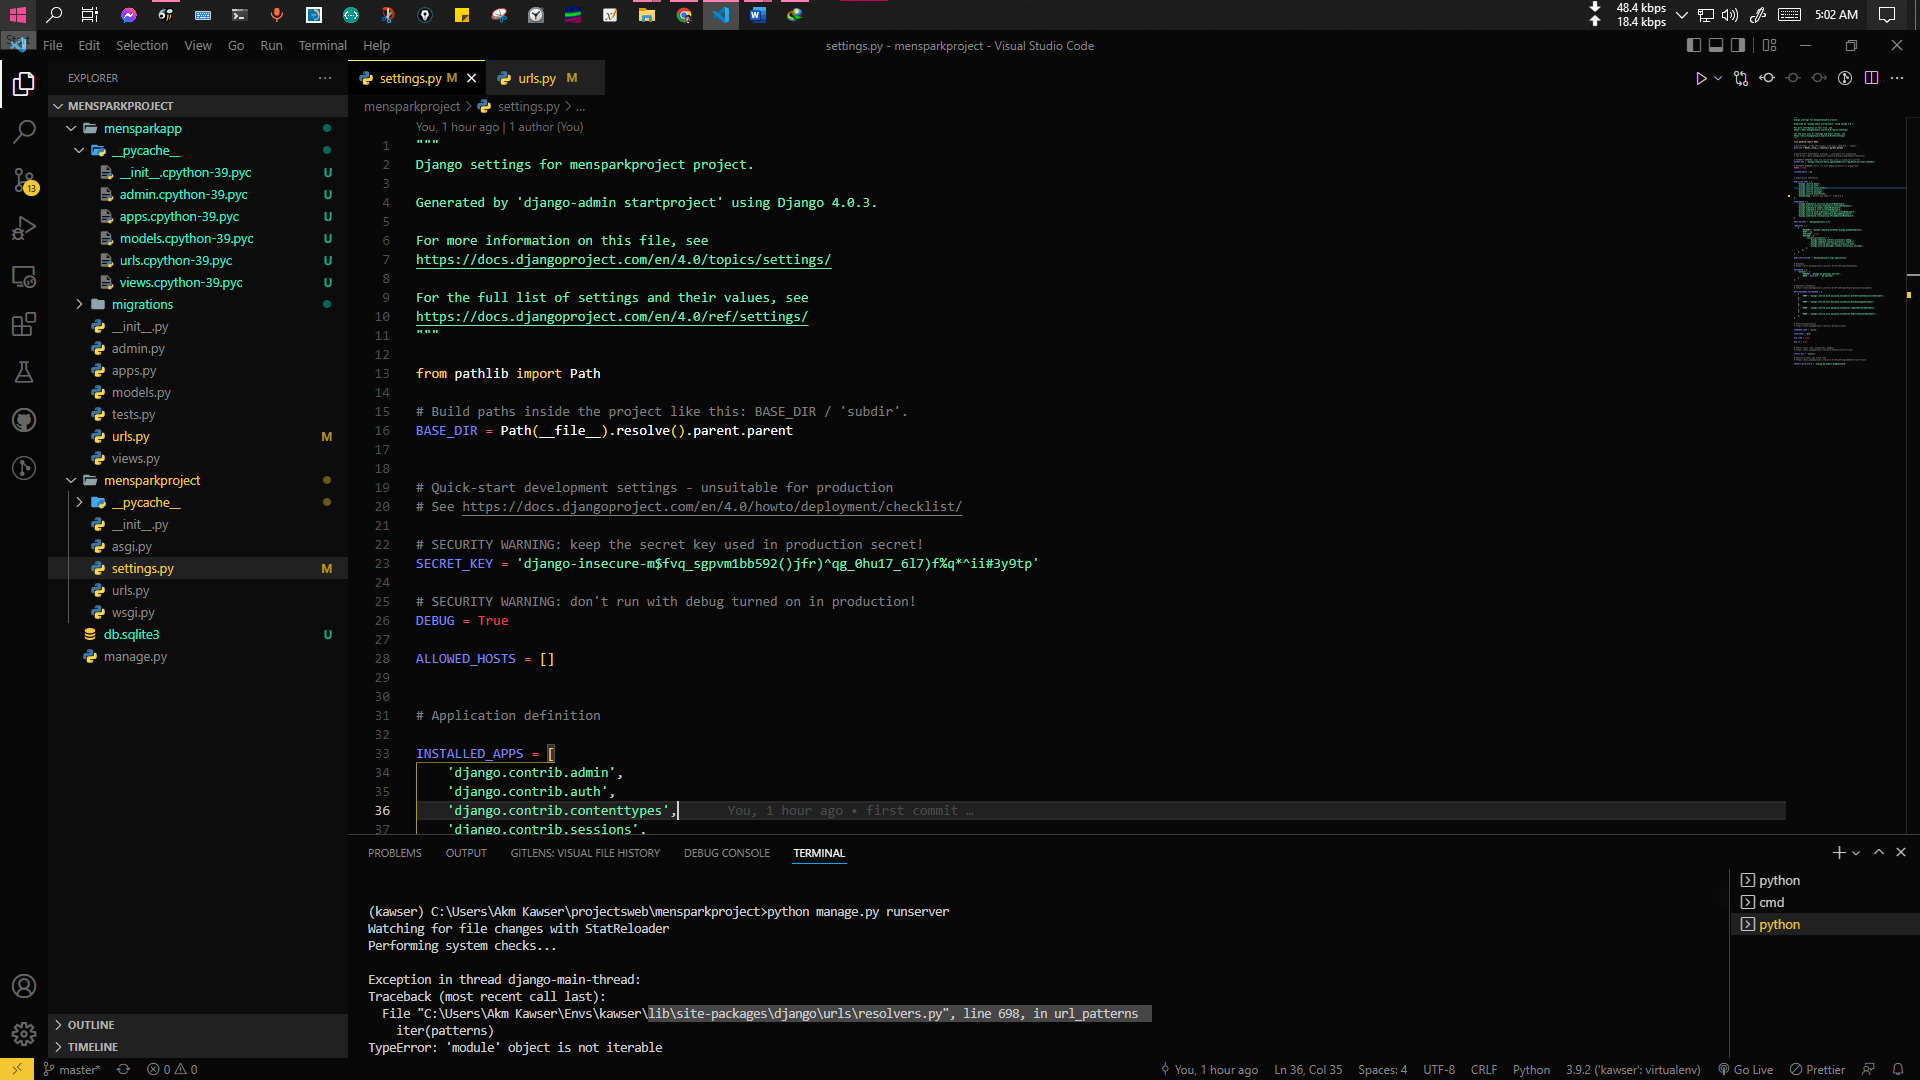 48.4 kbps
18.4 kbps
5:02 AM
File Edit Selection View Go Run Terminal Help
settings.py - mensparkproject - Visual Studio Code
EXPLORER
MENSPARKPROJECT
mensparkapp
__pycache__
__init__.cpython-39.pyc U
admin.cpython-39.pyc U
apps.cpython-39.pyc U
models.cpython-39.pyc U
urls.cpython-39.pyc U
views.cpython-39.pyc U
migrations
__init__.py
admin.py
apps.py
models.py
tests.py
urls.py M
views.py
mensparkproject
__pycache__
__init__.py
asgi.py
settings.py M
urls.py
wsgi.py
db.sqlite3 U
manage.py
OUTLINE
TIMELINE
13
settings.py M
urls.py M
mensparkproject > settings.py > ...
You, 1 hour ago | 1 author (You)
1 """
2 Django settings for mensparkproject project.
3
4 Generated by 'django-admin startproject' using Django 4.0.3.
5
6 For more information on this file, see
7 https://docs.djangoproject.com/en/4.0/topics/settings/
8
9 For the full list of settings and their values, see
10 https://docs.djangoproject.com/en/4.0/ref/settings/
11 """
12
13 from pathlib import Path
14
15 # Build paths inside the project like this: BASE_DIR / 'subdir'.
16 BASE_DIR = Path(__file__).resolve().parent.parent
17
18
19 # Quick-start development settings - unsuitable for production
20 # See https://docs.djangoproject.com/en/4.0/howto/deployment/checklist/
21
22 # SECURITY WARNING: keep the secret key used in production secret!
23 SECRET_KEY = 'django-insecure-m$fvq_sgpvm1bb592()jfr)^qg_0hu17_6l7)f%q*^ii#3y9tp'
24
25 # SECURITY WARNING: don't run with debug turned on in production!
26 DEBUG = True
27
28 ALLOWED_HOSTS = []
29
30
31 # Application definition
32
33 INSTALLED_APPS = [
34 'django.contrib.admin',
35 'django.contrib.auth',
36 'django.contrib.contenttypes', You, 1 hour ago • first commit …
37 'django.contrib.sessions',
PROBLEMS OUTPUT GITLENS: VISUAL FILE HISTORY DEBUG CONSOLE TERMINAL
(kawser) C:\Users\Akm Kawser\projectsweb\mensparkproject>python manage.py runserver
Watching for file changes with StatReloader
Performing system checks...
Exception in thread django-main-thread:
Traceback (most recent call last):
File "C:\Users\Akm Kawser\Envs\kawser\lib\site-packages\django\urls\resolvers.py", line 698, in url_patterns
iter(patterns)
TypeError: 'module' object is not iterable
python
cmd
python
master* 0 0
You, 1 hour ago Ln 36, Col 35 Spaces: 4 UTF-8 CRLF Python 3.9.2 ('kawser': virtualenv) Go Live Prettier